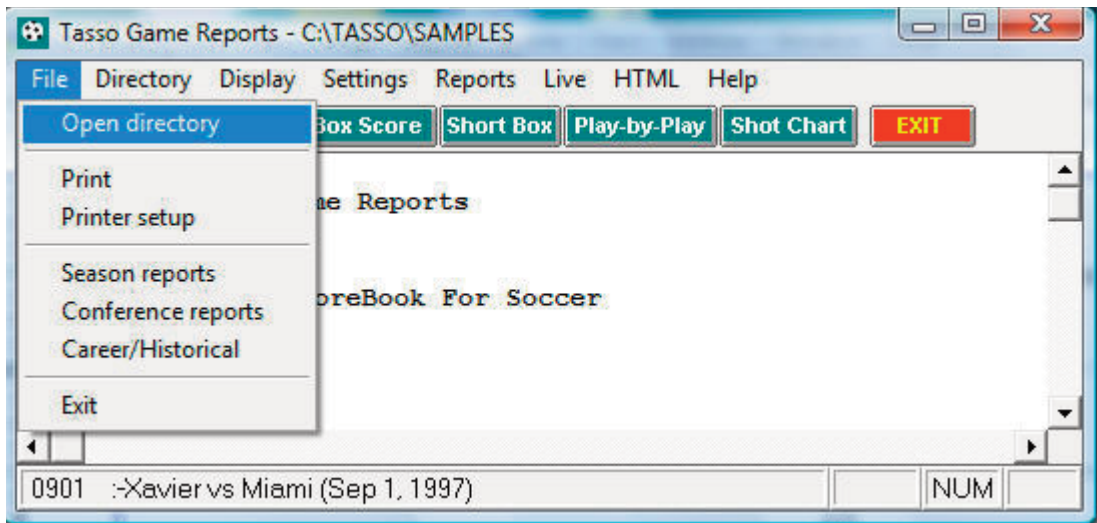 Tasso Game Reports - C:\TASSO\SAMPLES
File Directory Display Settings Reports Live HTML Help
Open directory
Box Score Short Box Play-by-Play Shot Chart EXIT
Print
Printer setup
Reports
Season reports
Conference reports
Career/Historical
For Soccer
Exit
0901 :-Xavier vs Miami (Sep 1, 1997) NUM